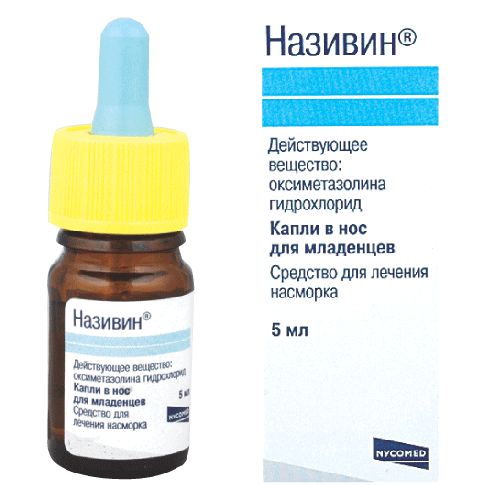 Називин®
Действующее
вещество:
оксиметазолина
гидрохлорид
Капли в нос
для младенцев
Средство для лечения
насморка
5 мл
NYCOMED
Називин®
Действующее вещество:
оксиметазолина гидрохлорид
Капли в нос 5 мл
для младенцев
Средство для
лечения насморка
NYCOMED